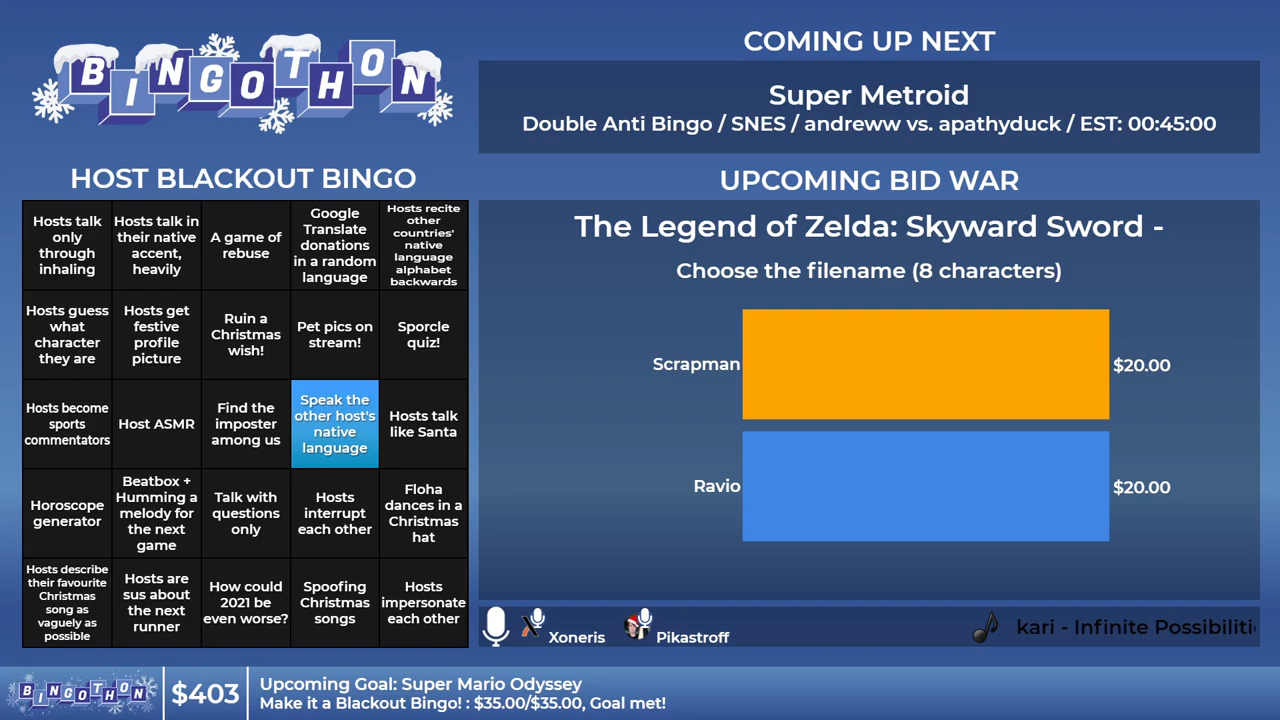 BINGOTHON
COMING UP NEXT
Super Metroid
Double Anti Bingo / SNES / andreww vs. apathyduck / EST: 00:45:00
HOST BLACKOUT BINGO
Hosts talk
only
through
inhaling
Hosts talk in
their native
accent,
heavily
A game of
rebuse
Google
Translate
donations
in a random
language
Hosts recite
other
countries'
native
language
alphabet
backwards
Hosts guess
what
character
they are
Hosts get
festive
profile
picture
Ruin a
Christmas
wish!
Pet pics on
stream!
Sporcle
quiz!
Hosts become
sports
commentators
Host ASMR
Find the
imposter
among us
Speak the
other host's
native
language
Hosts talk
like Santa
Horoscope
generator
Beatbox +
Humming a
melody for
the next
game
Talk with
questions
only
Hosts
interrupt
each other
Floha
dances in a
Christmas
hat
Hosts describe
their favourite
Christmas
song as
vaguely as
possible
Hosts are
sus about
the next
runner
How could
2021 be
even worse?
Spoofing
Christmas
songs
Hosts
impersonate
each other
UPCOMING BID WAR
The Legend of Zelda: Skyward Sword -
Choose the filename (8 characters)
Scrapman
$20.00
Ravio
$20.00
Xoneris
Pikastroff
kari - Infinite Possibiliti
BINGOTHON
$403
Upcoming Goal: Super Mario Odyssey
Make it a Blackout Bingo! : $35.00/$35.00, Goal met!